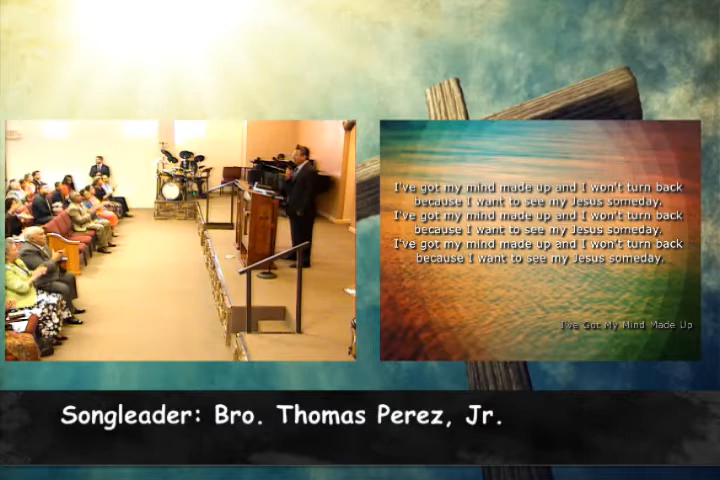 I've got my mind made up and I won't turn back
because I want to see my Jesus someday.
I've got my mind made up and I won't turn back
because I want to see my Jesus someday.
I've got my mind made up and I won't turn back
because I want to see my Jesus someday.
I've Got My Mind Made Up
Songleader: Bro. Thomas Perez, Jr.